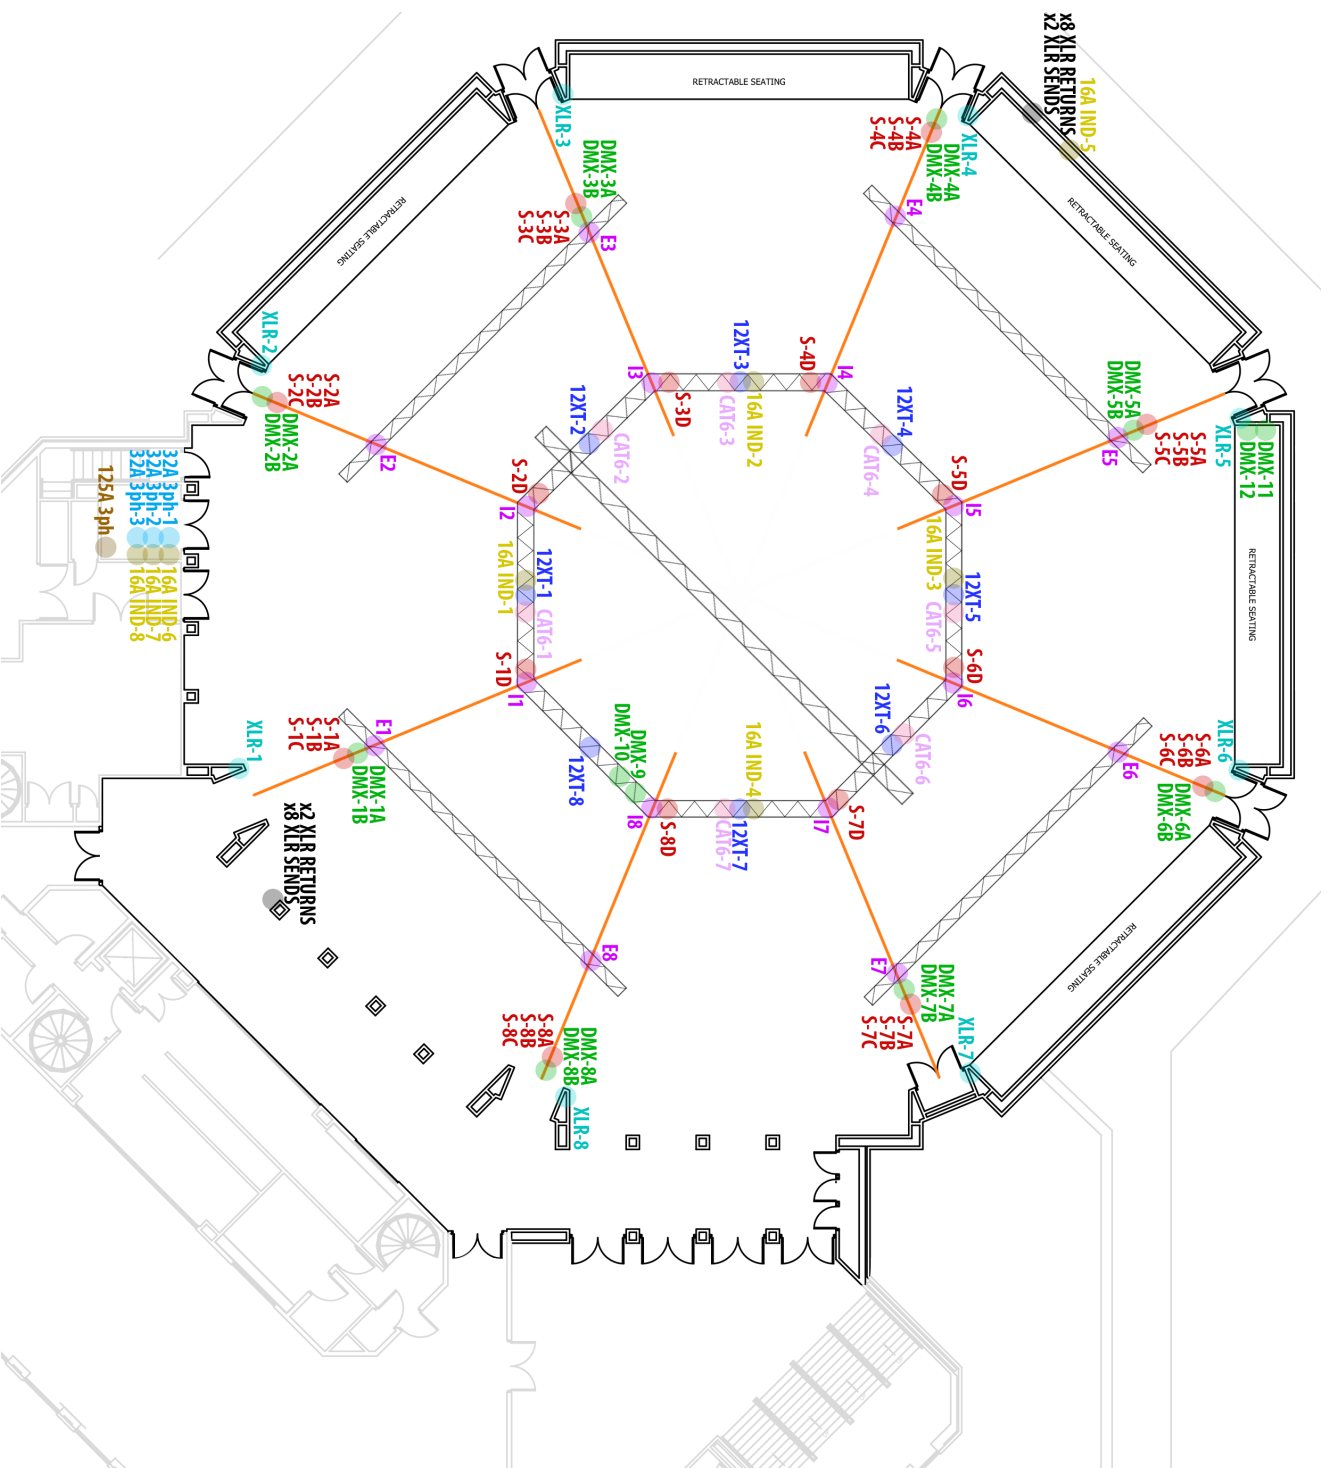 x8 XLR RETURNS
x2 XLR SENDS
16A IND-5
RETRACTABLE SEATING
XLR-3
S-4A
S-4B
S-4C
XLR-4
DMX-4A
DMX-4B
DMX-3A
DMX-3B
S-3A
S-3B
S-3C
E3
E4
RETRACTABLE SEATING
RETRACTABLE SEATING
XLR-2
S-2A
S-2B
S-2C
DMX-2A
DMX-2B
E2
I3
S-3D
12XT-3
CAT6-3
16A IND-2
S-4D
I4
12XT-2
CAT6-2
12XT-4
CAT6-4
DMX-5A
DMX-5B
E5
S-5A
S-5B
S-5C
XLR-5
DMX-11
DMX-12
S-2D
I2
S-5D
I5
32A 3ph-1
32A 3ph-2
32A 3ph-3
125A 3ph
16A IND-6
16A IND-7
16A IND-8
16A IND-1
12XT-1
CAT6-1
16A IND-3
12XT-5
CAT6-5
RETRACTABLE SEATING
S-1D
I1
S-6D
I6
XLR-1
S-1A
S-1B
S-1C
E1
DMX-1A
DMX-1B
12XT-8
DMX-9
DMX-10
16A IND-4
12XT-6
CAT6-6
E6
S-6A
S-6B
S-6C
XLR-6
DMX-6A
DMX-6B
I8
S-8D
12XT-7
CAT6-7
I7
S-7D
x2 XLR RETURNS
x8 XLR SENDS
E8
E7
DMX-7A
DMX-7B
S-7A
S-7B
S-7C
XLR-7
RETRACTABLE SEATING
S-8A
S-8B
S-8C
DMX-8A
DMX-8B
XLR-8